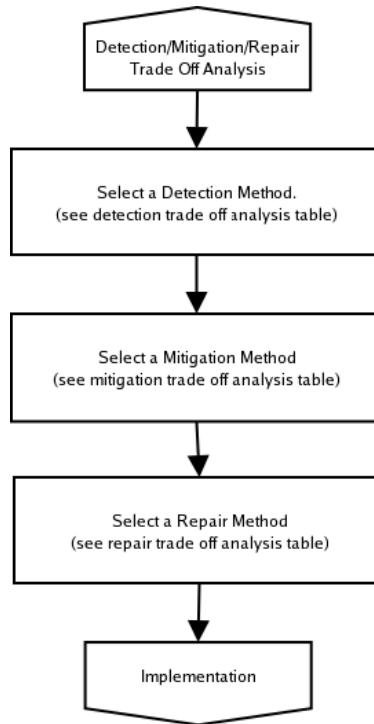 Detection/Mitigation/Repair
Trade Off Analysis
Select a Detection Method.
(see detection trade off analysis table)
Select a Mitigation Method
(see mitigation trade off analysis table)
Select a Repair Method
(see repair trade off analysis table)
Implementation